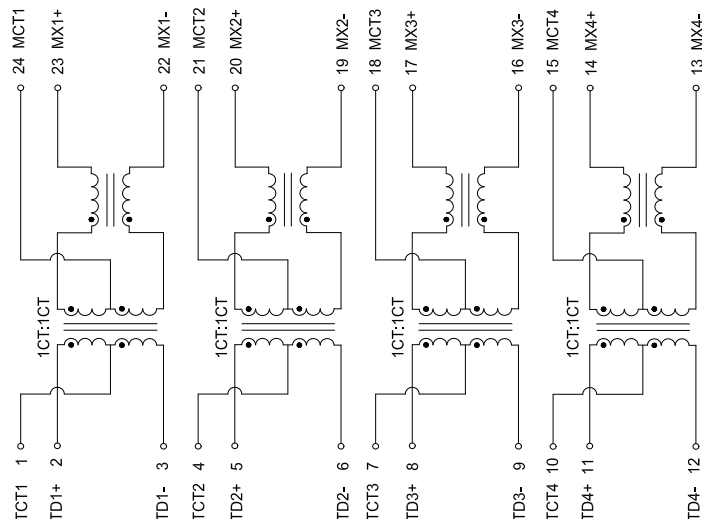 24 MCT1
23 MX1+
22 MX1-
21 MCT2
20 MX2+
19 MX2-
18 MCT3
17 MX3+
16 MX3-
15 MCT4
14 MX4+
13 MX4-
1CT:1CT
1CT:1CT
1CT:1CT
1CT:1CT
TCT1 1
TD1+ 2
TD1- 3
TCT2 4
TD2+ 5
TD2- 6
TCT3 7
TD3+ 8
TD3- 9
TCT4 10
TD4+ 11
TD4- 12